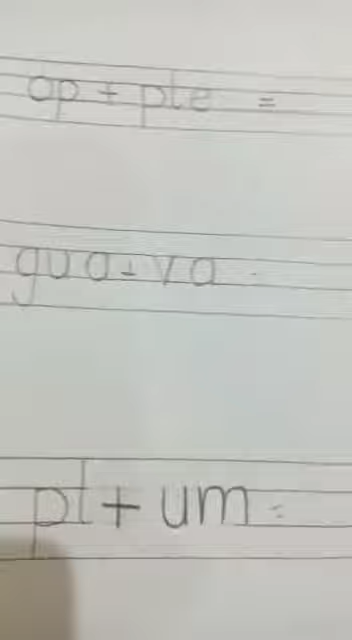 ap + ple =
gua + va -
pl + um =